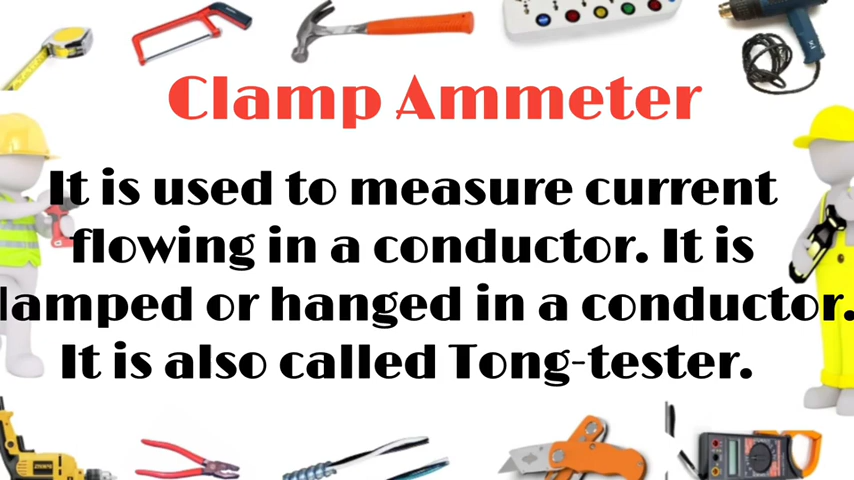 Clamp Ammeter
It is used to measure current
flowing in a conductor. It is
lamped or hanged in a conductor.
It is also called Tong-tester.